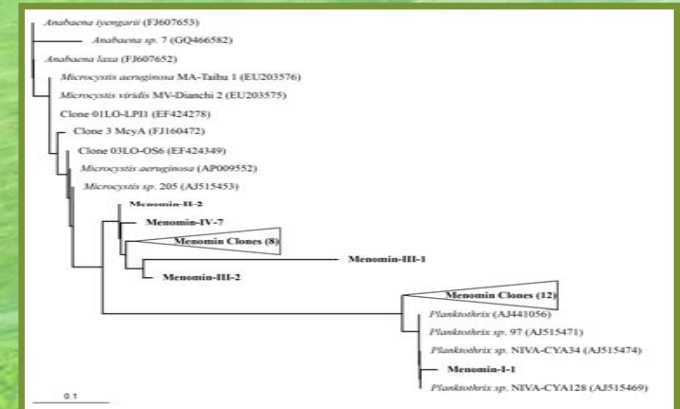 Anabaena iyengarii (FJ607653)
Anabaena sp. 7 (GQ466582)
Anabaena laxa (FJ607652)
Microcystis aeruginosa MA-Taihu 1 (EU203576)
Microcystis viridis MV-Dianchi 2 (EU203575)
Clone 01LO-LPI1 (EF424278)
Clone 3 McyA (FJ160472)
Clone 03LO-OS6 (EF424349)
Microcystis aeruginosa (AP009552)
Microcystis sp. 205 (AJ515453)
Menomin-II-2
Menomin-IV-7
Menomin Clones (8)
Menomin-III-1
Menomin-III-2
Menomin Clones (12)
Planktothrix (AJ441056)
Planktothrix sp. 97 (AJ515471)
Planktothrix sp. NIVA-CYA34 (AJ515474)
Menomin-I-1
Planktothrix sp. NIVA-CYA128 (AJ515469)
0.1